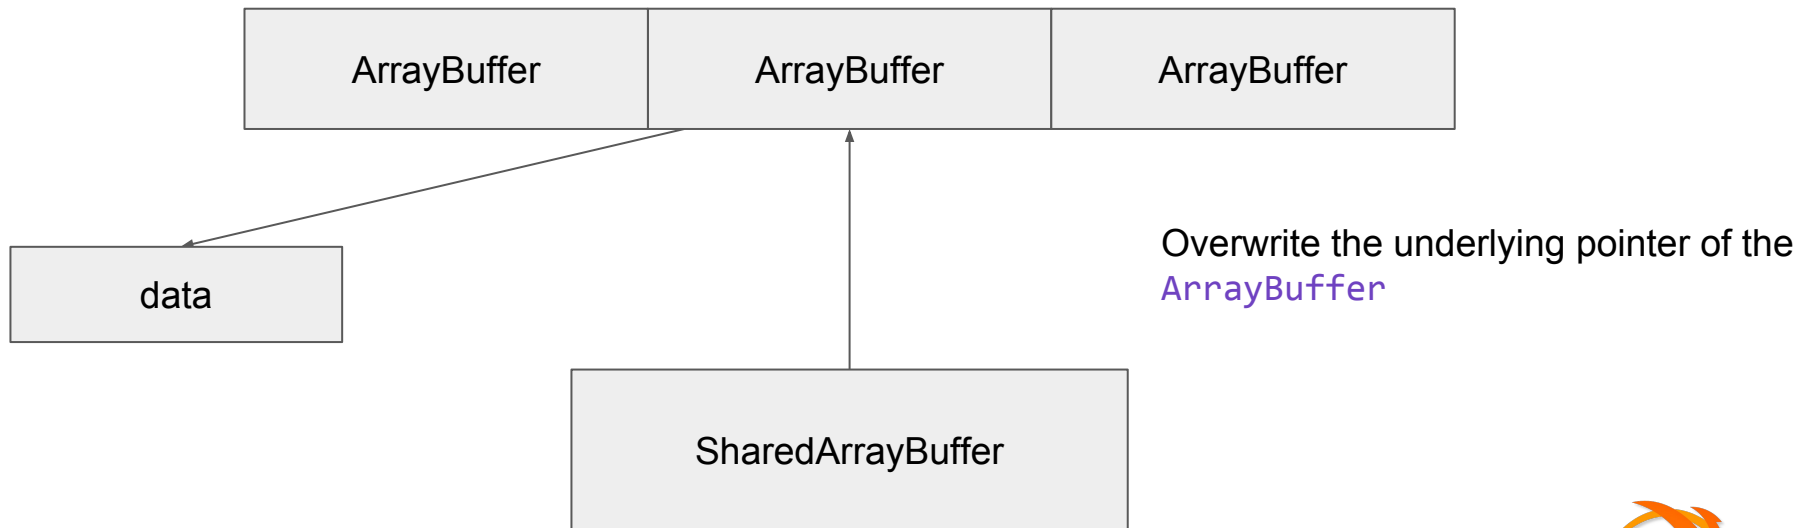 ArrayBuffer ArrayBuffer ArrayBuffer
data
Overwrite the underlying pointer of the
ArrayBuffer
SharedArrayBuffer